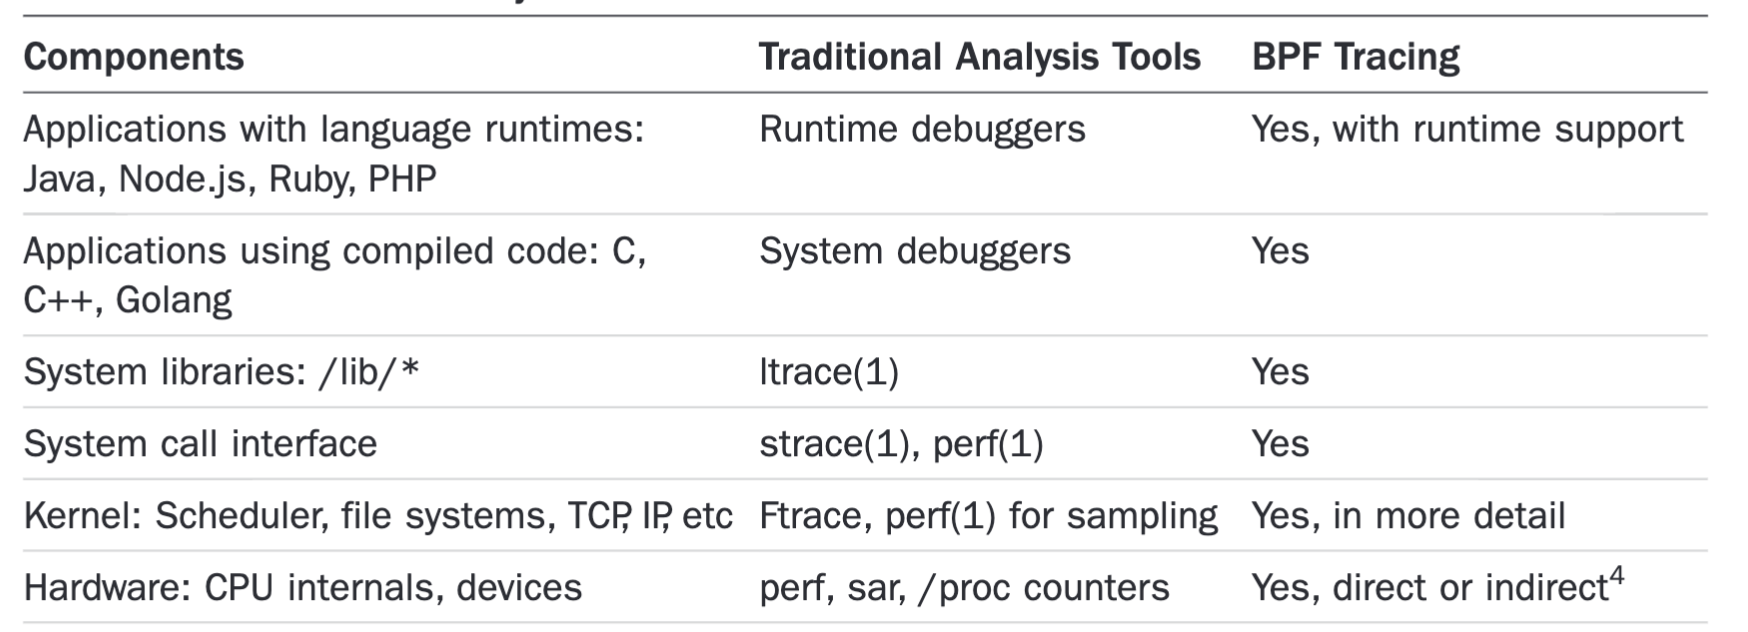 Components Traditional Analysis Tools BPF Tracing
Applications with language runtimes: Runtime debuggers Yes, with runtime support
Java, Node.js, Ruby, PHP
Applications using compiled code: C, System debuggers Yes
C++, Golang
System libraries: /lib/* ltrace(1) Yes
System call interface strace(1), perf(1) Yes
Kernel: Scheduler, file systems, TCP, IP, etc Ftrace, perf(1) for sampling Yes, in more detail
Hardware: CPU internals, devices perf, sar, /proc counters Yes, direct or indirect⁴